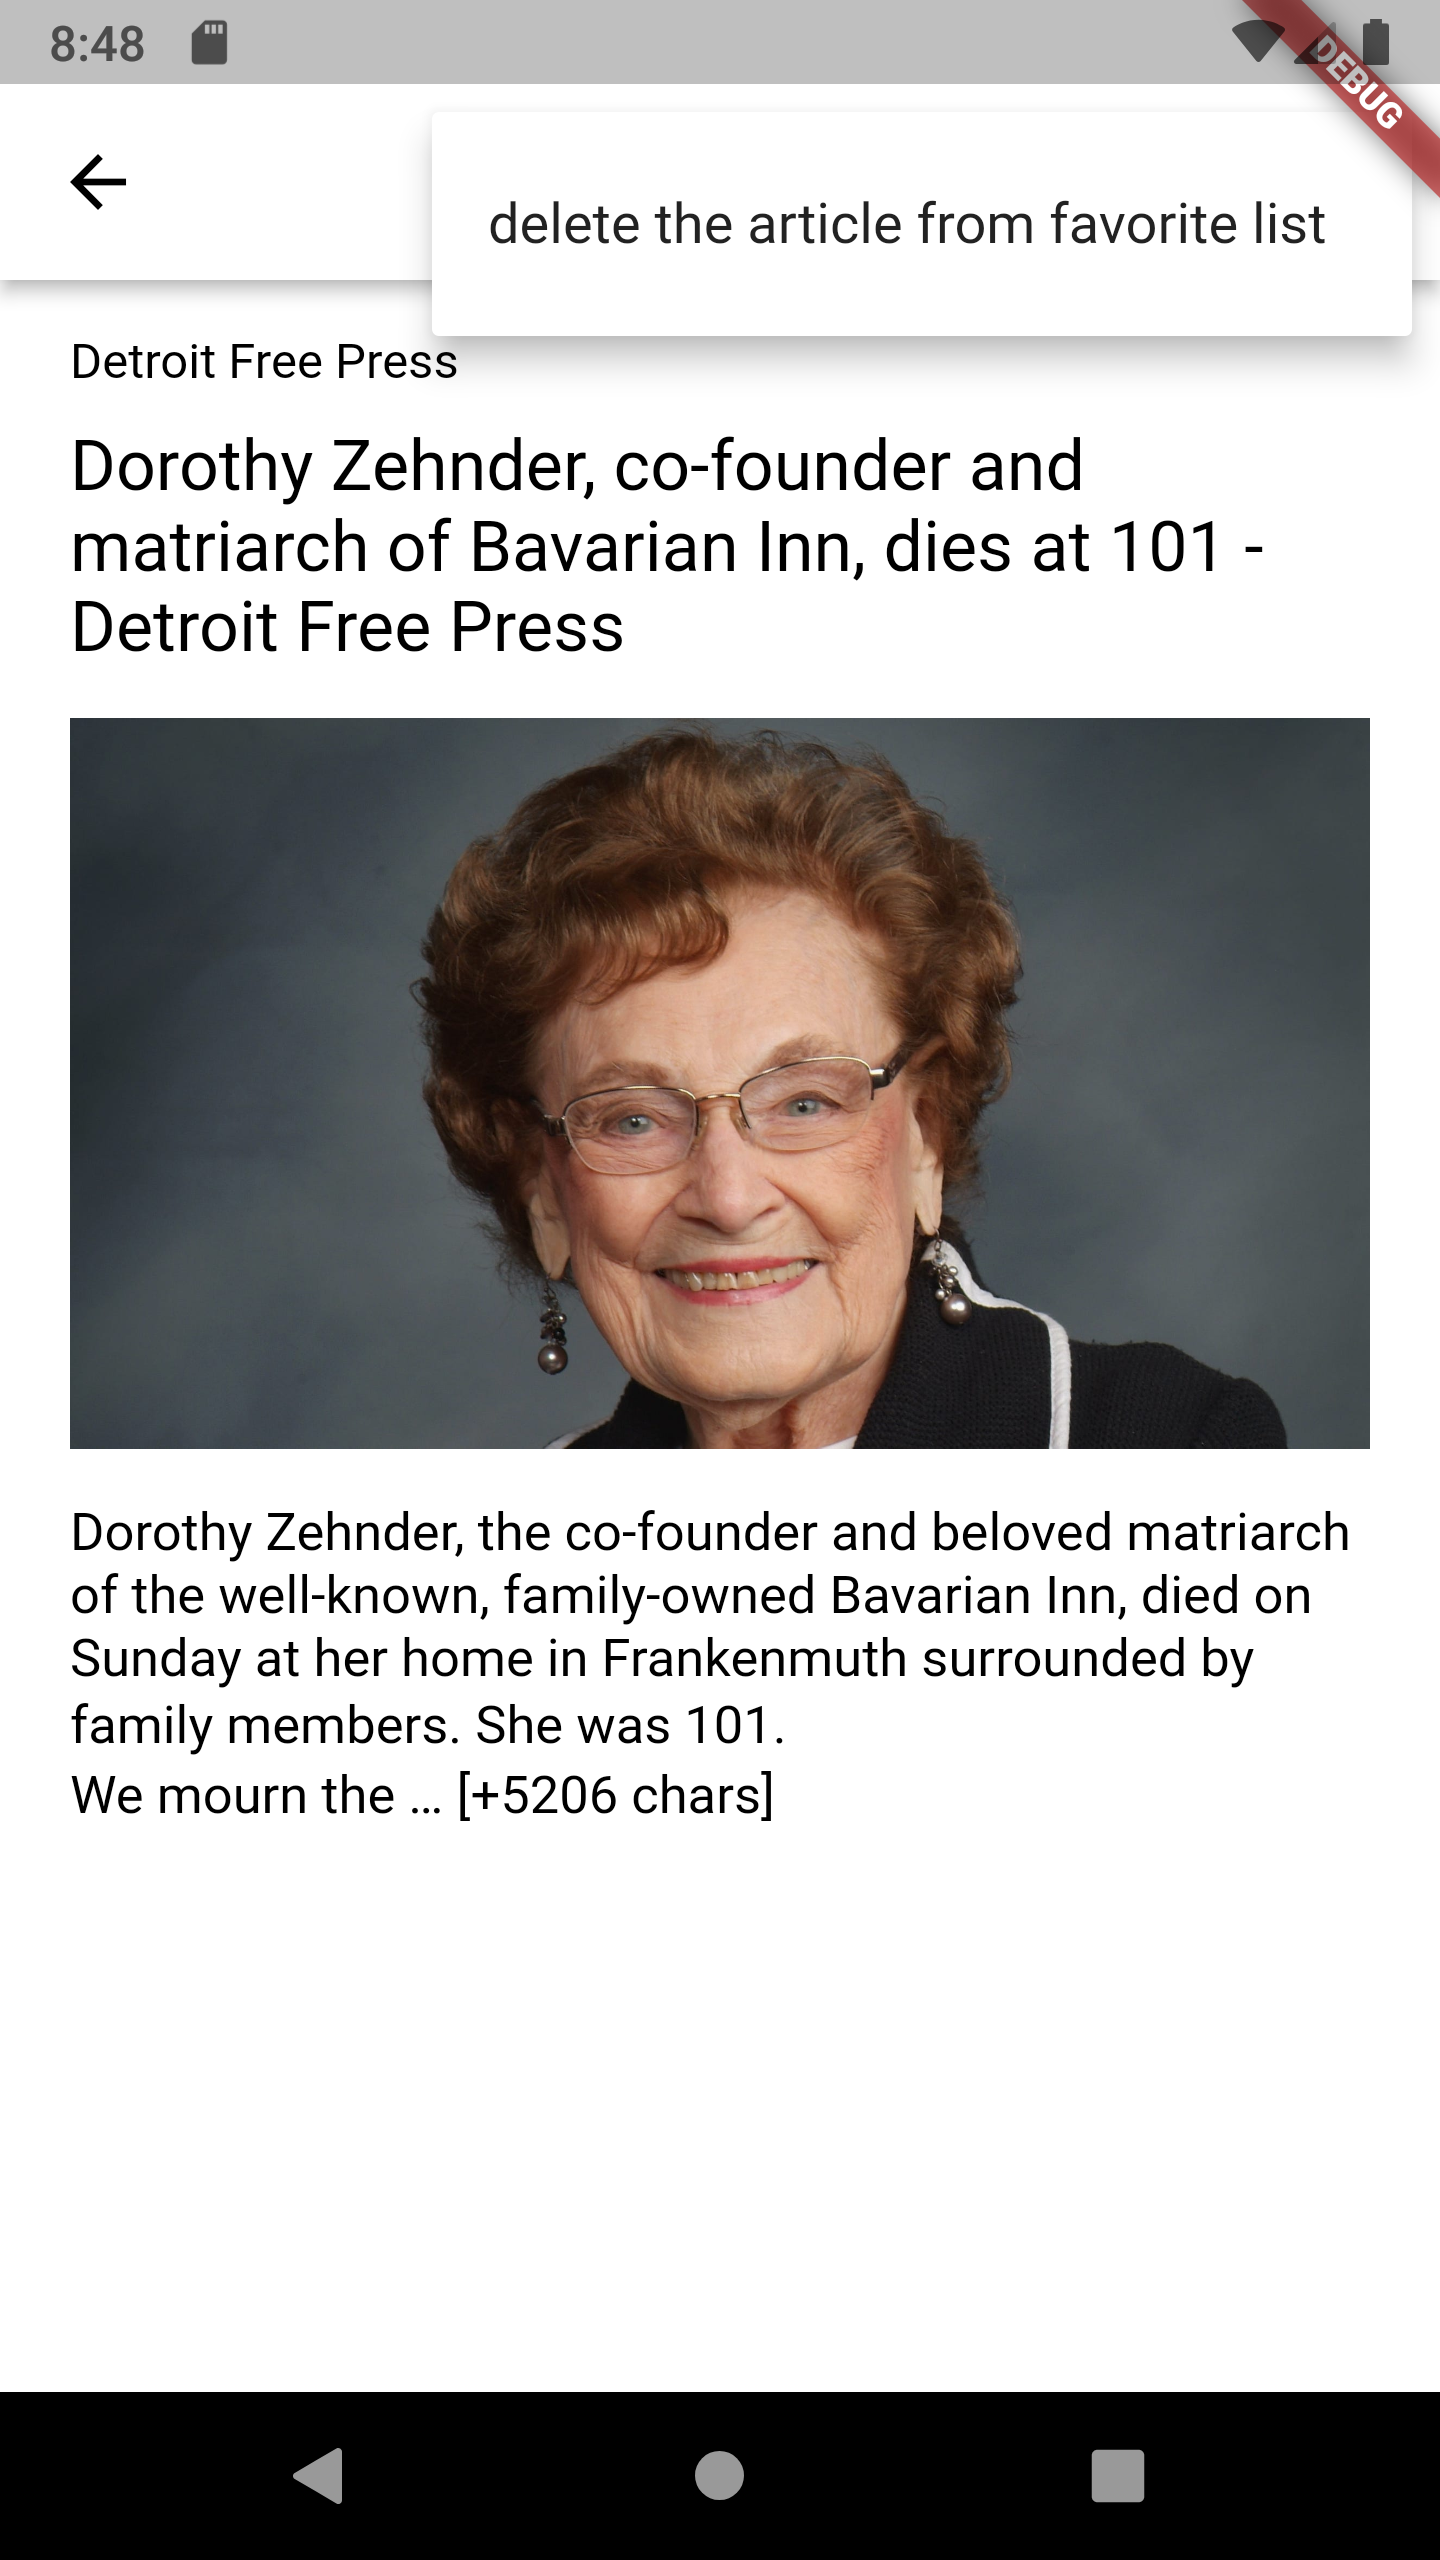 8:48
DEBUG
delete the article from favorite list
Detroit Free Press
Dorothy Zehnder, co-founder and
matriarch of Bavarian Inn, dies at 101 -
Detroit Free Press
Dorothy Zehnder, the co-founder and beloved matriarch
of the well-known, family-owned Bavarian Inn, died on
Sunday at her home in Frankenmuth surrounded by
family members. She was 101.
We mourn the … [+5206 chars]